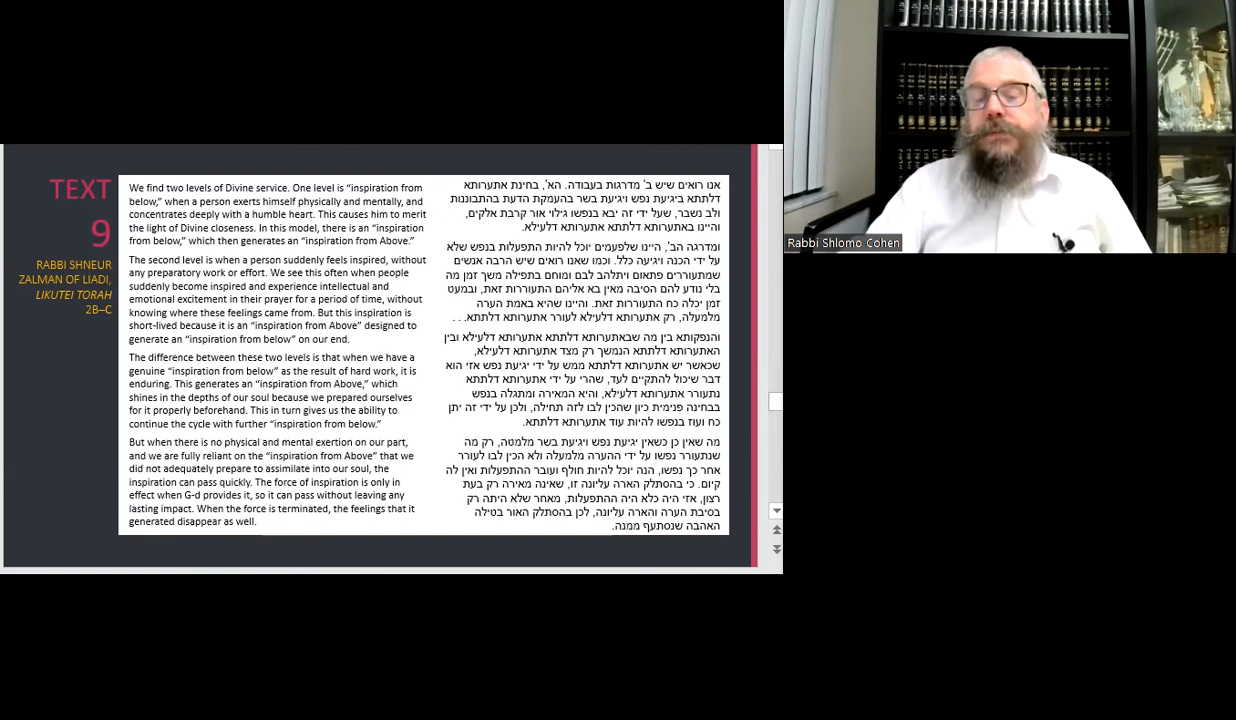 TEXT
9
RABBI SHNEUR
ZALMAN OF LIADI,
LIKUTEI TORAH
2B–C
We find two levels of Divine service. One level is “inspiration from
below,” when a person exerts himself physically and mentally, and
concentrates deeply with a humble heart. This causes him to merit
the light of Divine closeness. In this model, there is an “inspiration
from below,” which then generates an “inspiration from Above.”
The second level is when a person suddenly feels inspired, without
any preparatory work or effort. We see this often when people
suddenly become inspired and experience intellectual and
emotional excitement in their prayer for a period of time, without
knowing where these feelings came from. But this inspiration is
short-lived because it is an “inspiration from Above” designed to
generate an “inspiration from below” on our end.
The difference between these two levels is that when we have a
genuine “inspiration from below” as the result of hard work, it is
enduring. This generates an “inspiration from Above,” which
shines in the depths of our soul because we prepared ourselves
for it properly beforehand. This in turn gives us the ability to
continue the cycle with further “inspiration from below.”
But when there is no physical and mental exertion on our part,
and we are fully reliant on the “inspiration from Above” that we
did not adequately prepare to assimilate into our soul, the
inspiration can pass quickly. The force of inspiration is only in
effect when G-d provides it, so it can pass without leaving any
lasting impact. When the force is terminated, the feelings that it
generated disappear as well.
אנו רואים שיש ב' מדרגות בעבודה. הא', בחינת אתערותא
דלתתא ביגיעת נפש ויגיעת בשר בהעמקת הדעת בהתבוננות
ולב נשבר, שעל ידי זה יבא בנפשו גילוי אור קרבת אלקים,
והיינו באתערותא דלתתא אתערותא דלעילא.
ומדרגה הב', היינו שלפעמים יוכל להיות התפעלות בנפש שלא
על ידי הכנה ויגיעה כלל. וכמו שאנו רואים שיש הרבה אנשים
שמתעוררים פתאום ויתלהב לבם ומוחם בתפילה משך זמן מה
בלי נודע להם הסיבה מאין בא אליהם התעוררות זאת, ובמעט
זמן יכלה כח התעוררות זאת. והיינו שהיא באמת הערה
מלמעלה, רק אתערותא דלעילא לעורר אתערותא דלתתא. . .
והנפקותא בין מה שבאתערותא דלתתא אתערותא דלעילא ובין
האתערותא דלתתא הנמשך רק מצד אתערותא דלעילא,
שכאשר יש אתערותא דלתתא ממש על ידי יגיעת נפש אזי הוא
דבר שיכול להתקיים לעד, שהרי על ידי אתערותא דלתתא
נתעורר אתערותא דלעילא, והיא המאירה ומתגלה בנפש
בבחינה פנימית כיון שהכין לבו לזה תחילה, ולכן על ידי זה יתן
כח ועוז בנפשו להיות עוד אתערותא דלתתא.
מה שאין כן כשאין יגיעת נפש ויגיעת בשר מלמטה, רק מה
שנתעורר נפשו על ידי ההערה מלמעלה ולא הכין לבו לעורר
אחר כך נפשו, הנה יוכל להיות חולף ועובר ההתפעלות ואין לה
קיום. כי בהסתלק הארה עליונה זו, שאינה מאירה רק בעת
רצון, אזי היה כלא היה ההתפעלות, מאחר שלא היתה רק
בסיבת הערה והארה עליונה, לכן בהסתלק האור בטילה
האהבה שנסתעף ממנה.
Rabbi Shlomo Cohen